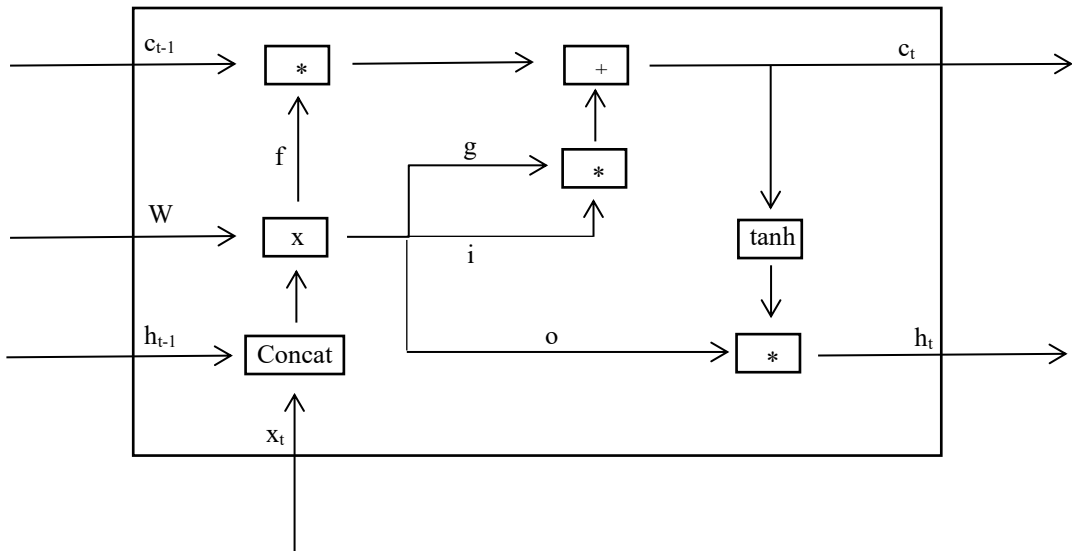 c_{t-1}
*
+
c_t
f
g
*
W
x
i
tanh
h_{t-1}
Concat
o
*
h_t
x_t